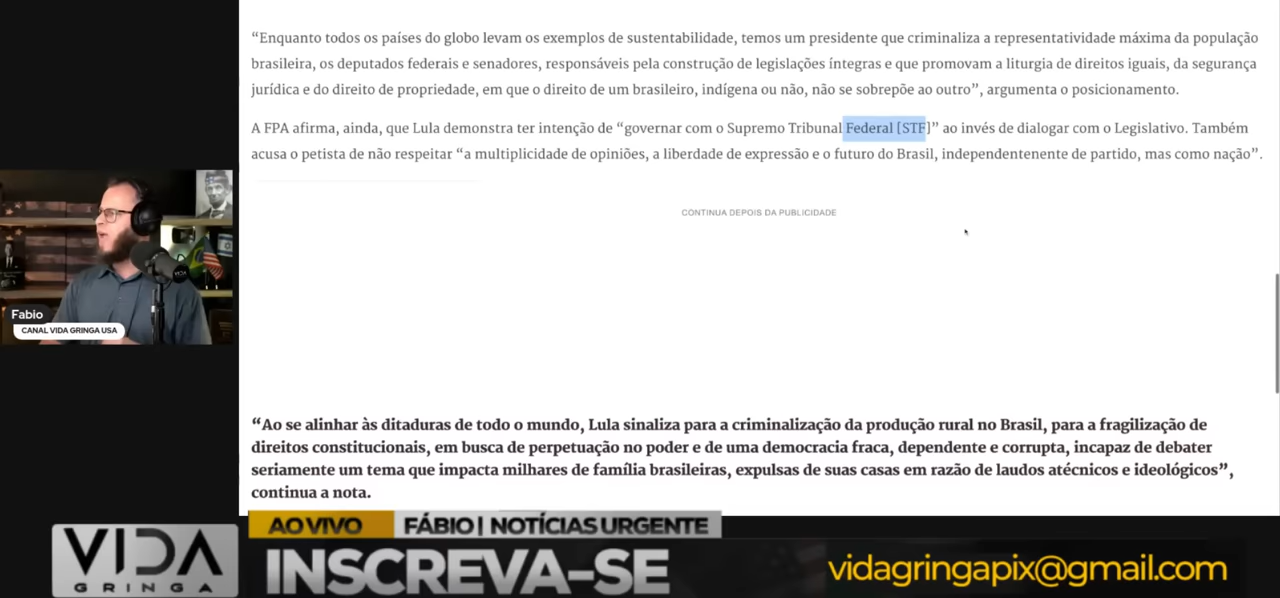 “Enquanto todos os países do globo levam os exemplos de sustentabilidade, temos um presidente que criminaliza a representatividade máxima da população
brasileira, os deputados federais e senadores, responsáveis pela construção de legislações íntegras e que promovam a liturgia de direitos iguais, da segurança
jurídica e do direito de propriedade, em que o direito de um brasileiro, indígena ou não, não se sobrepõe ao outro”, argumenta o posicionamento.
A FPA afirma, ainda, que Lula demonstra ter intenção de “governar com o Supremo Tribunal Federal [STF]” ao invés de dialogar com o Legislativo. Também
acusa o petista de não respeitar “a multiplicidade de opiniões, a liberdade de expressão e o futuro do Brasil, independentenente de partido, mas como nação”.
CONTINUA DEPOIS DA PUBLICIDADE
VIDA
Fabio
CANAL VIDA GRINGA USA
“Ao se alinhar às ditaduras de todo o mundo, Lula sinaliza para a criminalização da produção rural no Brasil, para a fragilização de
direitos constitucionais, em busca de perpetuação no poder e de uma democracia fraca, dependente e corrupta, incapaz de debater
seriamente um tema que impacta milhares de família brasileiras, expulsas de suas casas em razão de laudos atécnicos e ideológicos”,
continua a nota.
AO VIVO FÁBIO | NOTÍCIAS URGENTE
VIDA
GRINGA
INSCREVA-SE
vidagringapix@gmail.com